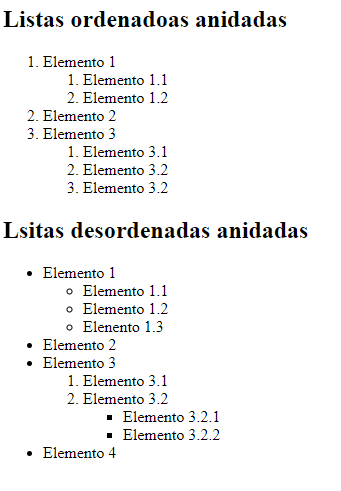 Listas ordenadoas anidadas
1. Elemento 1
1. Elemento 1.1
2. Elemento 1.2
2. Elemento 2
3. Elemento 3
1. Elemento 3.1
2. Elemento 3.2
3. Elemento 3.2
Lsitas desordenadas anidadas
• Elemento 1
◦ Elemento 1.1
◦ Elemento 1.2
◦ Elenento 1.3
• Elemento 2
• Elemento 3
1. Elemento 3.1
2. Elemento 3.2
▪ Elemento 3.2.1
▪ Elemento 3.2.2
• Elemento 4